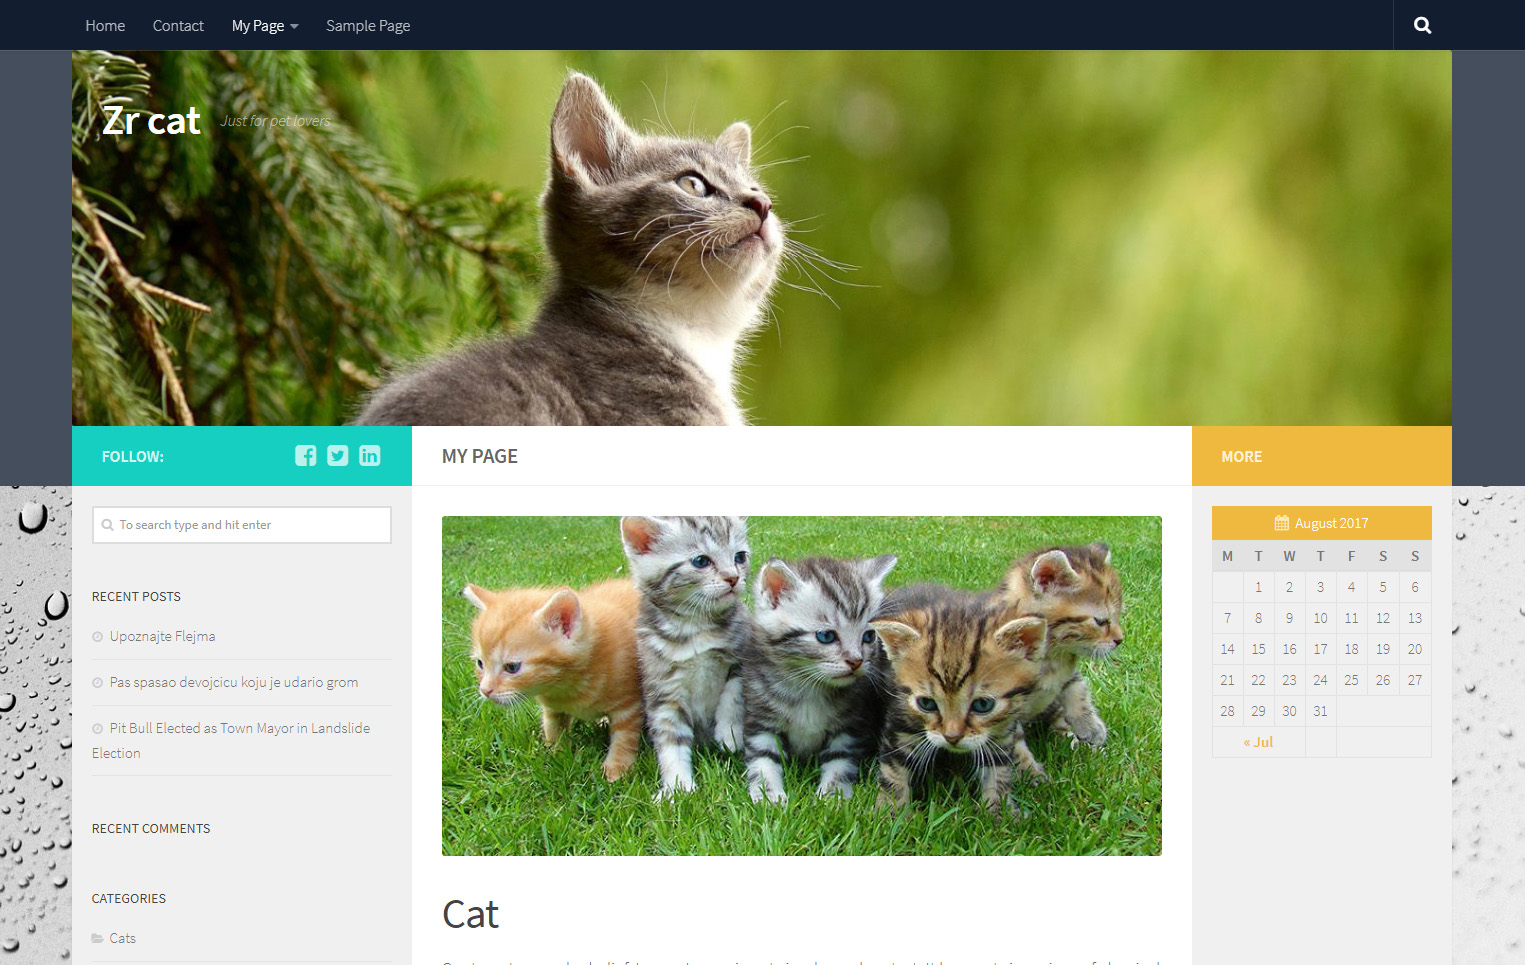 Home Contact My Page Sample Page
Zr cat Just for pet lovers
FOLLOW:
MY PAGE
MORE
To search type and hit enter
RECENT POSTS
Upoznajte Flejma
Pas spasao devojcicu koju je udario grom
Pit Bull Elected as Town Mayor in Landslide
Election
RECENT COMMENTS
CATEGORIES
Cats
Cat
August 2017
M T W T F S S
1 2 3 4 5 6
7 8 9 10 11 12 13
14 15 16 17 18 19 20
21 22 23 24 25 26 27
28 29 30 31
« Jul